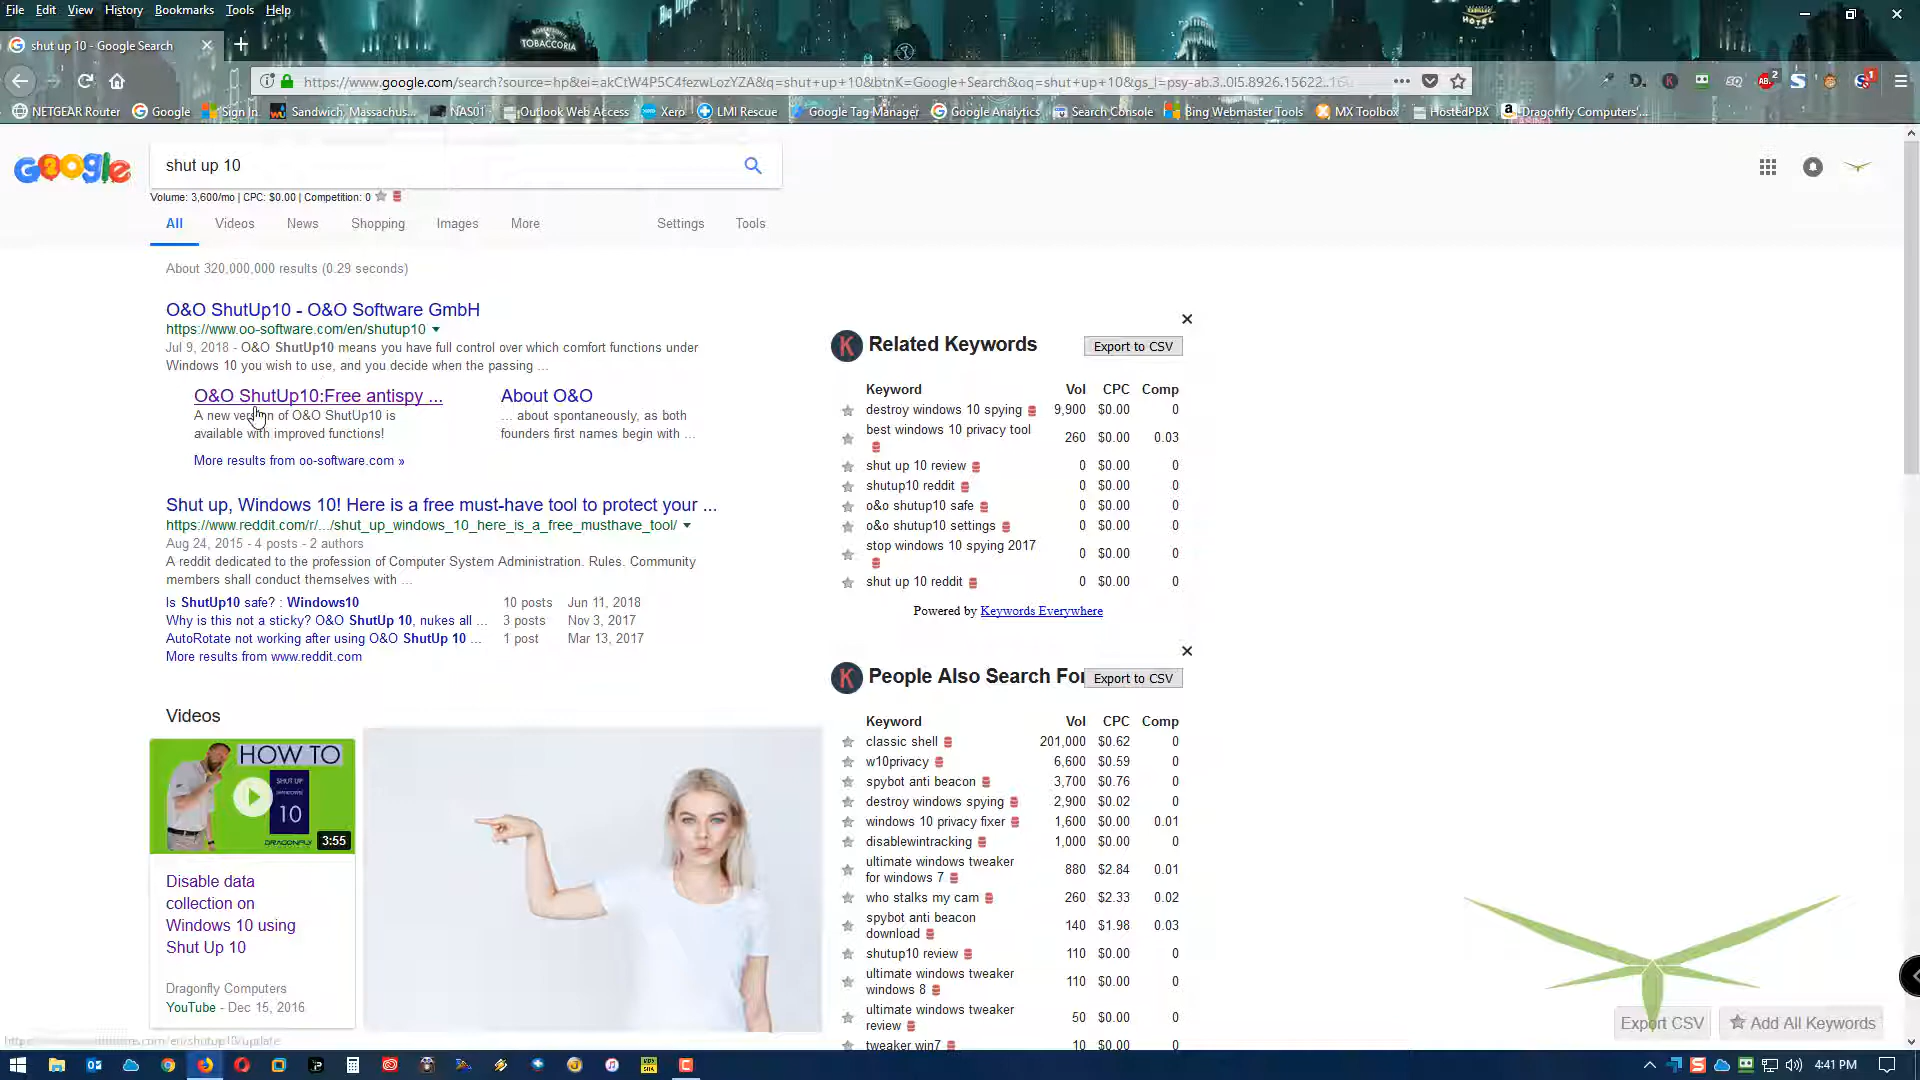 File Edit View History Bookmarks Tools Help
TOBACCORIA
HOTEL
shut up 10 - Google Search
https://www.google.com/search?source=hp&ei=akCtW4P5C4fezwLozYZA&q=shut+up+10&btnK=Google+Search&oq=shut+up+10&gs_l=psy-ab.3..0l5.8926.15622..
NETGEAR Router Google Sign In Sandwich, Massachus... NAS01 Outlook Web Access Xero LMI Rescue Google Tag Manager Google Analytics Search Console Bing Webmaster Tools MX Toolbox HostedPBX Dragonfly Computers'...
shut up 10
Volume: 3,600/mo | CPC: $0.00 | Competition: 0
All Videos News Shopping Images More Settings Tools
About 320,000,000 results (0.29 seconds)
O&O ShutUp10 - O&O Software GmbH
https://www.oo-software.com/en/shutup10
Jul 9, 2018 - O&O ShutUp10 means you have full control over which comfort functions under
Windows 10 you wish to use, and you decide when the passing ...
O&O ShutUp10:Free antispy ...
A new version of O&O ShutUp10 is
available with improved functions!
About O&O
... about spontaneously, as both
founders first names begin with ...
More results from oo-software.com »
Shut up, Windows 10! Here is a free must-have tool to protect your ...
https://www.reddit.com/r/.../shut_up_windows_10_here_is_a_free_musthave_tool/
Aug 24, 2015 - 4 posts - 2 authors
A reddit dedicated to the profession of Computer System Administration. Rules. Community
members shall conduct themselves with ...
Is ShutUp10 safe? : Windows10 10 posts Jun 11, 2018
Why is this not a sticky? O&O ShutUp 10, nukes all ... 3 posts Nov 3, 2017
AutoRotate not working after using O&O ShutUp 10 ... 1 post Mar 13, 2017
More results from www.reddit.com
Videos
HOW TO
SHUT UP
10
DRAGONFLY
3:55
Disable data
collection on
Windows 10 using
Shut Up 10
Dragonfly Computers
YouTube - Dec 15, 2016
Related Keywords
Export to CSV
Keyword Vol CPC Comp
destroy windows 10 spying 9,900 $0.00 0
best windows 10 privacy tool 260 $0.00 0.03
shut up 10 review 0 $0.00 0
shutup10 reddit 0 $0.00 0
o&o shutup10 safe 0 $0.00 0
o&o shutup10 settings 0 $0.00 0
stop windows 10 spying 2017 0 $0.00 0
shut up 10 reddit 0 $0.00 0
Powered by Keywords Everywhere
People Also Search For
Export to CSV
Keyword Vol CPC Comp
classic shell 201,000 $0.62 0
w10privacy 6,600 $0.59 0
spybot anti beacon 3,700 $0.76 0
destroy windows spying 2,900 $0.02 0
windows 10 privacy fixer 1,600 $0.00 0.01
disablewintracking 1,000 $0.00 0
ultimate windows tweaker
for windows 7 880 $2.84 0.01
who stalks my cam 260 $2.33 0.02
spybot anti beacon
download 140 $1.98 0.03
shutup10 review 110 $0.00 0
ultimate windows tweaker
windows 8 110 $0.00 0
ultimate windows tweaker
review 50 $0.00 0
tweaker win7 10 $0.00 0
Export CSV
Add All Keywords
4:41 PM